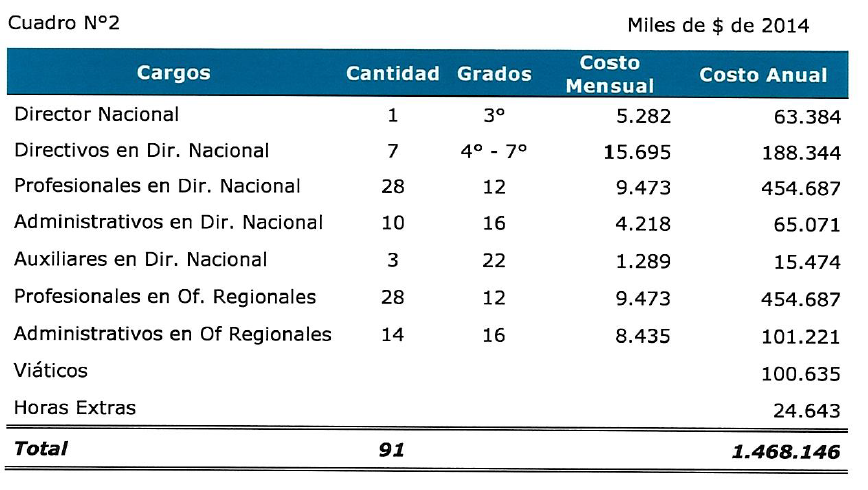 Cuadro Nº2 Miles de $ de 2014
Cargos Cantidad Grados Costo Mensual Costo Anual
Director Nacional 1 3º 5.282 63.384
Directivos en Dir. Nacional 7 4º - 7º 15.695 188.344
Profesionales en Dir. Nacional 28 12 9.473 454.687
Administrativos en Dir. Nacional 10 16 4.218 65.071
Auxiliares en Dir. Nacional 3 22 1.289 15.474
Profesionales en Of. Regionales 28 12 9.473 454.687
Administrativos en Of Regionales 14 16 8.435 101.221
Viáticos 100.635
Horas Extras 24.643
Total 91 1.468.146